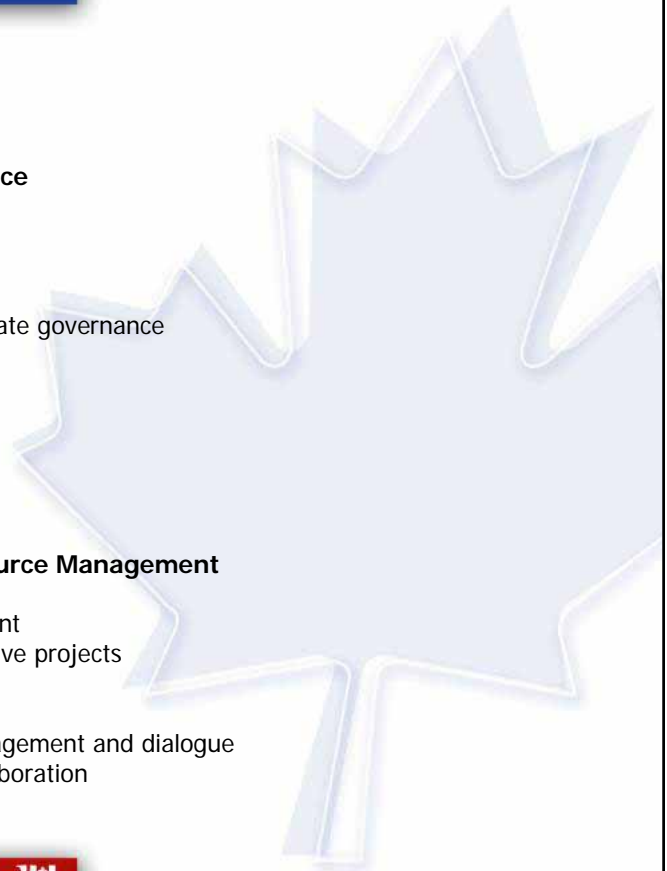 ce
ate governance
urce Management
nt
ve projects
gement and dialogue
boration